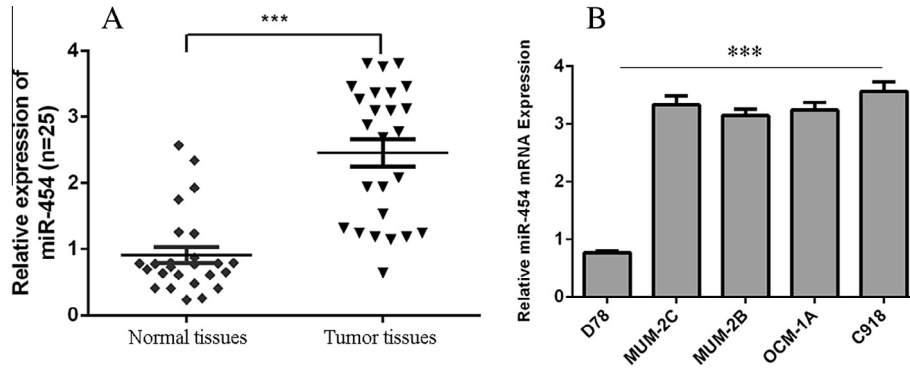 A
***
Relative expression of
miR-454 (n=25)
4
3
2
1
0
Normal tissues
Tumor tissues
B
***
Relative miR-454 mRNA Expression
4
3
2
1
0
D78
MUM-2C
MUM-2B
OCM-1A
C918